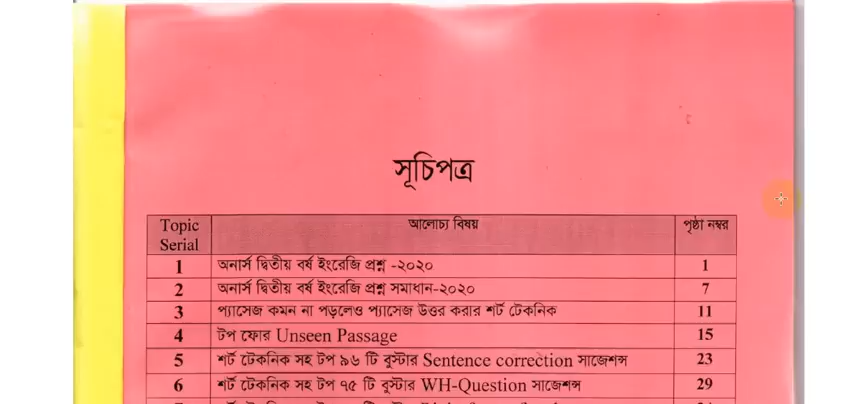 সূচিপত্র
Topic Serial আলোচ্য বিষয় পৃষ্ঠা নম্বর
1 অনার্স দ্বিতীয় বর্ষ ইংরেজি প্রশ্ন -২০২০ 1
2 অনার্স দ্বিতীয় বর্ষ ইংরেজি প্রশ্ন সমাধান-২০২০ 7
3 প্যাসেজ কমন না পড়লেও প্যাসেজ উত্তর করার শর্ট টেকনিক 11
4 টপ ফোর Unseen Passage 15
5 শর্ট টেকনিক সহ টপ ৯৬ টি বুস্টার Sentence correction সাজেশন্স 23
6 শর্ট টেকনিক সহ টপ ৭৫ টি বুস্টার WH-Question সাজেশন্স 29